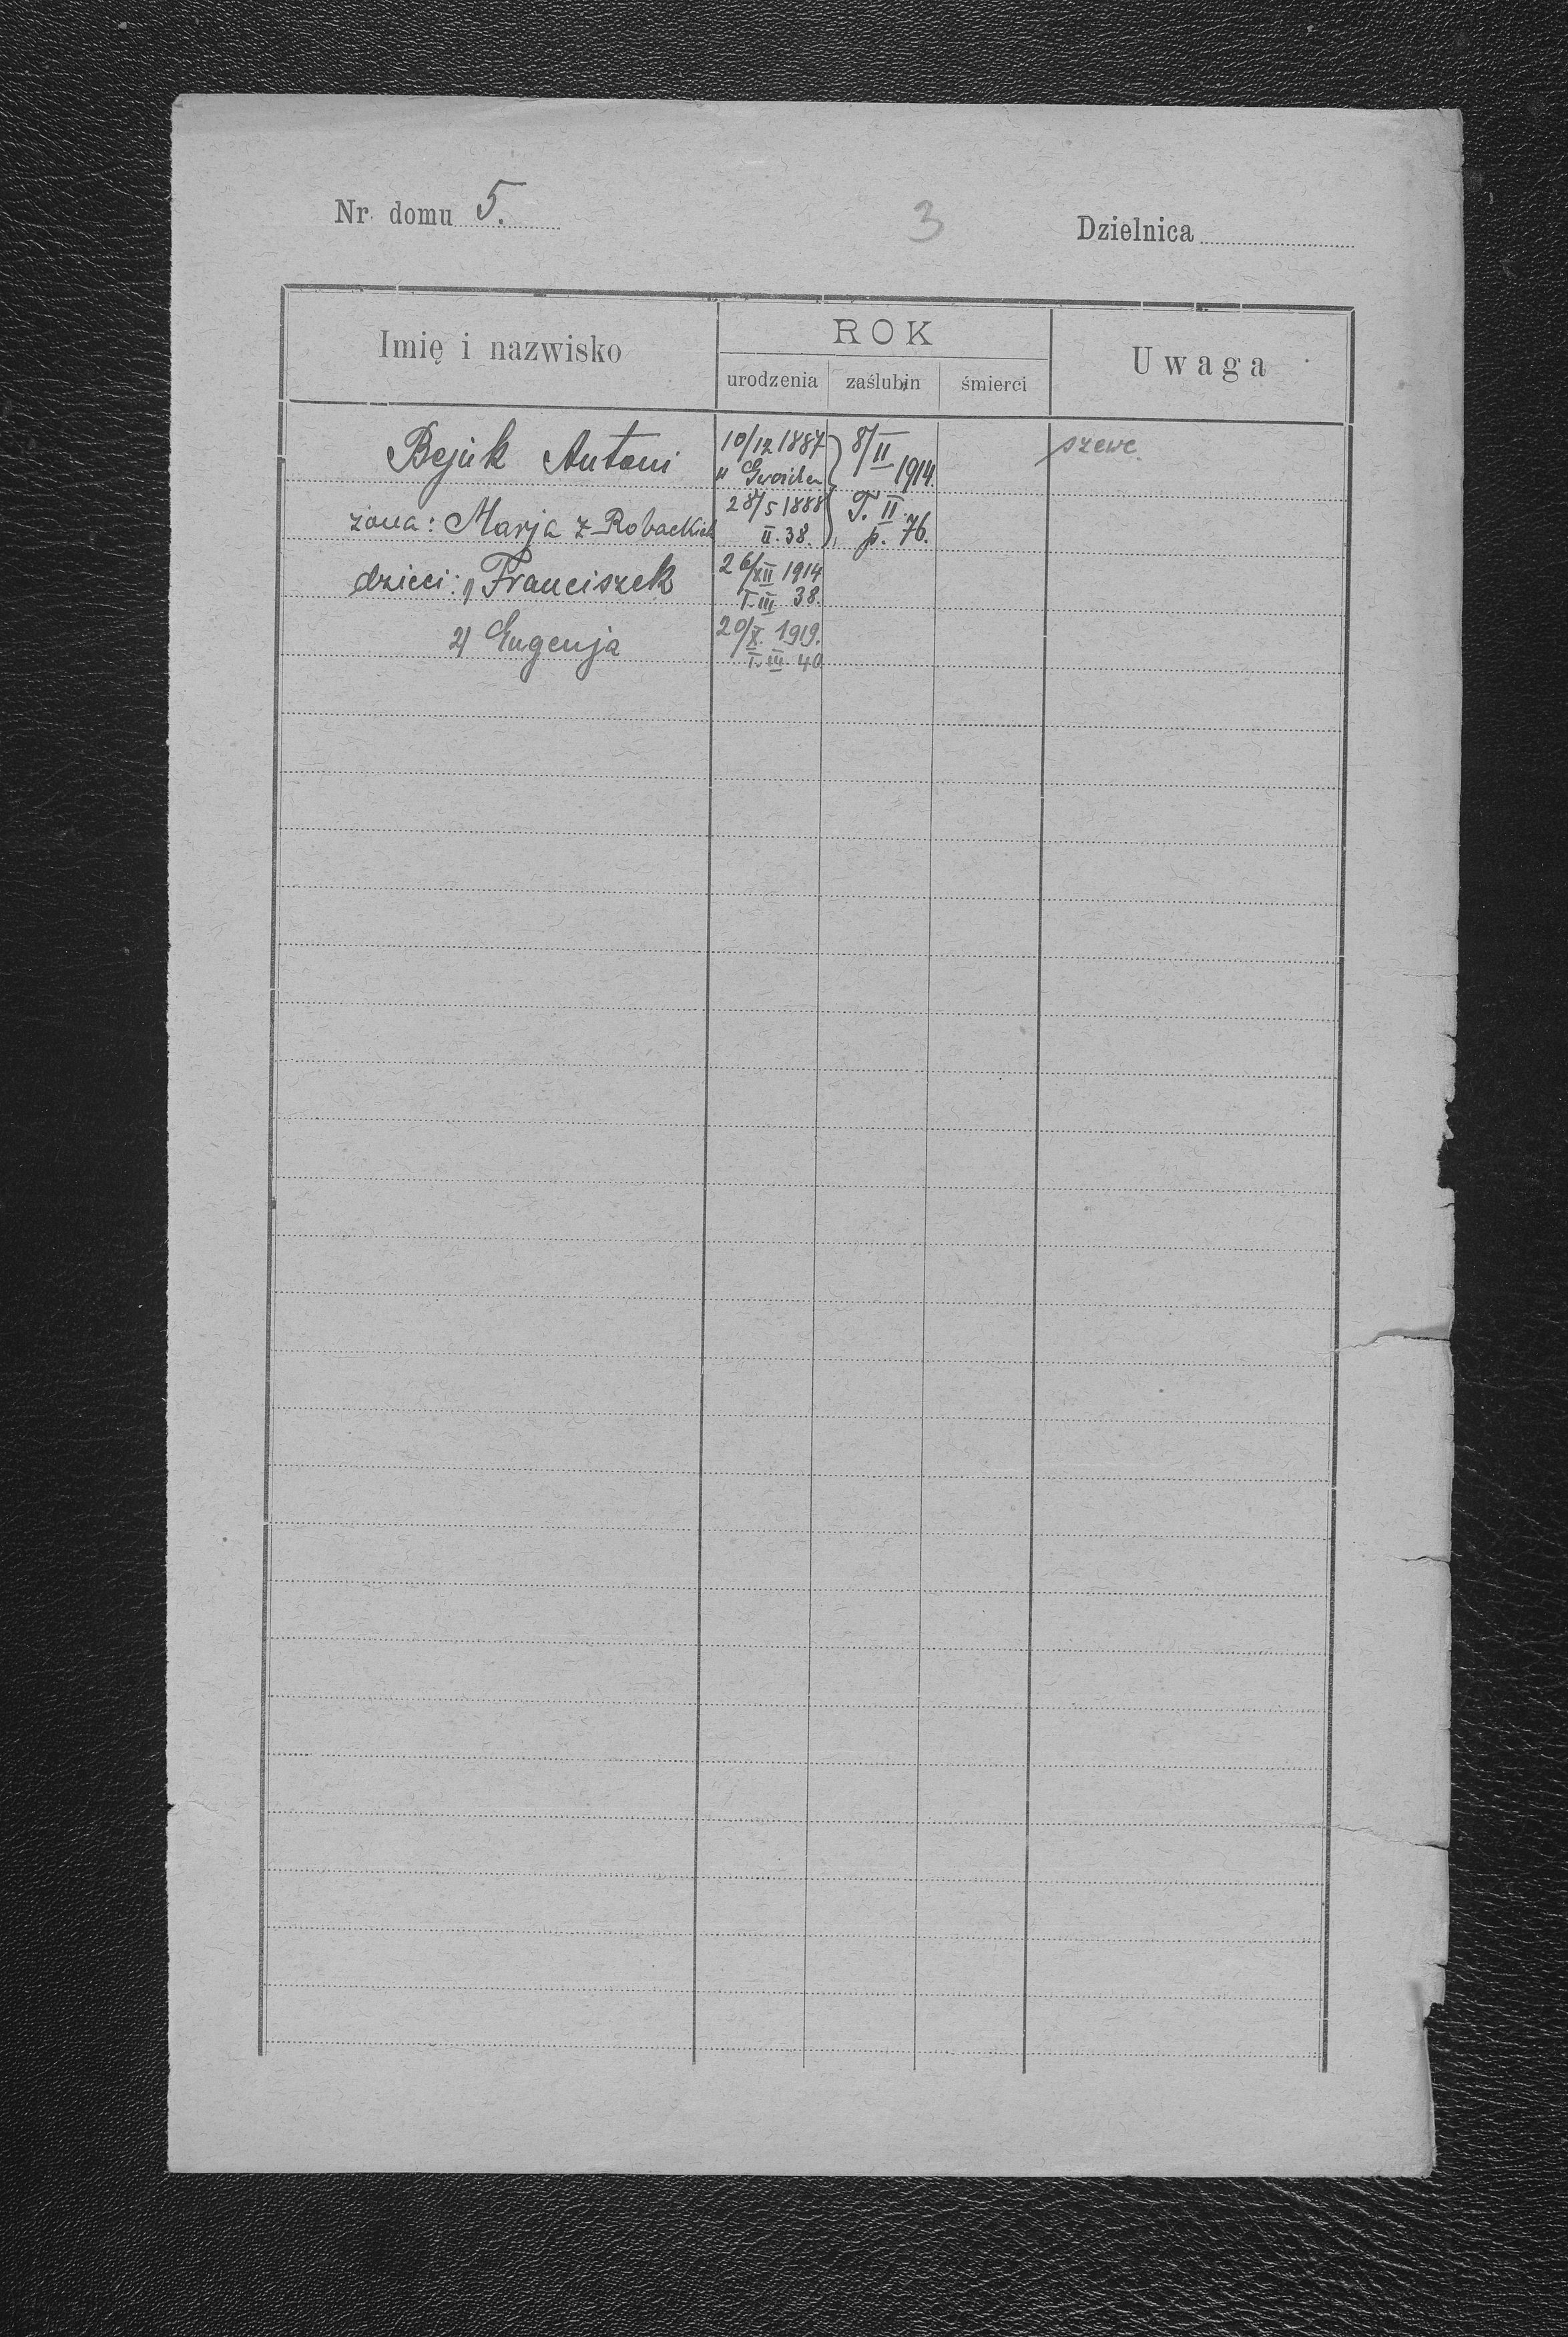 Nr domu 5.
3
Dzielnica
Imię i nazwisko
ROK
urodzenia zaślubin śmierci
Uwaga
Bejuk Antoni 10/12 1887 8/II 1914 szewc
żona: Marja z Robackich 28/5 1888 T. II.
II. 38. p. 76.
dzieci: 1) Franciszek 26/XII 1914
T. III 38.
2) Eugenja 20/X. 1919.
T. III 40